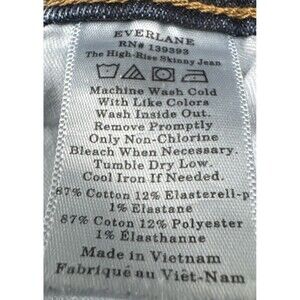 EVERLANE
RN# 139393
The High-Rise Skinny Jean
Machine Wash Cold
With Like Colors
Wash Inside Out.
Remove Promptly
Only Non-Chlorine
Bleach When Necessary.
Tumble Dry Low.
Cool Iron If Needed.
87% Cotton 12% Elasterell-p
1% Elastane
87% Coton 12% Polyester
1% Élasthanne
Made in Vietnam
Fabriqué au Viêt-Nam